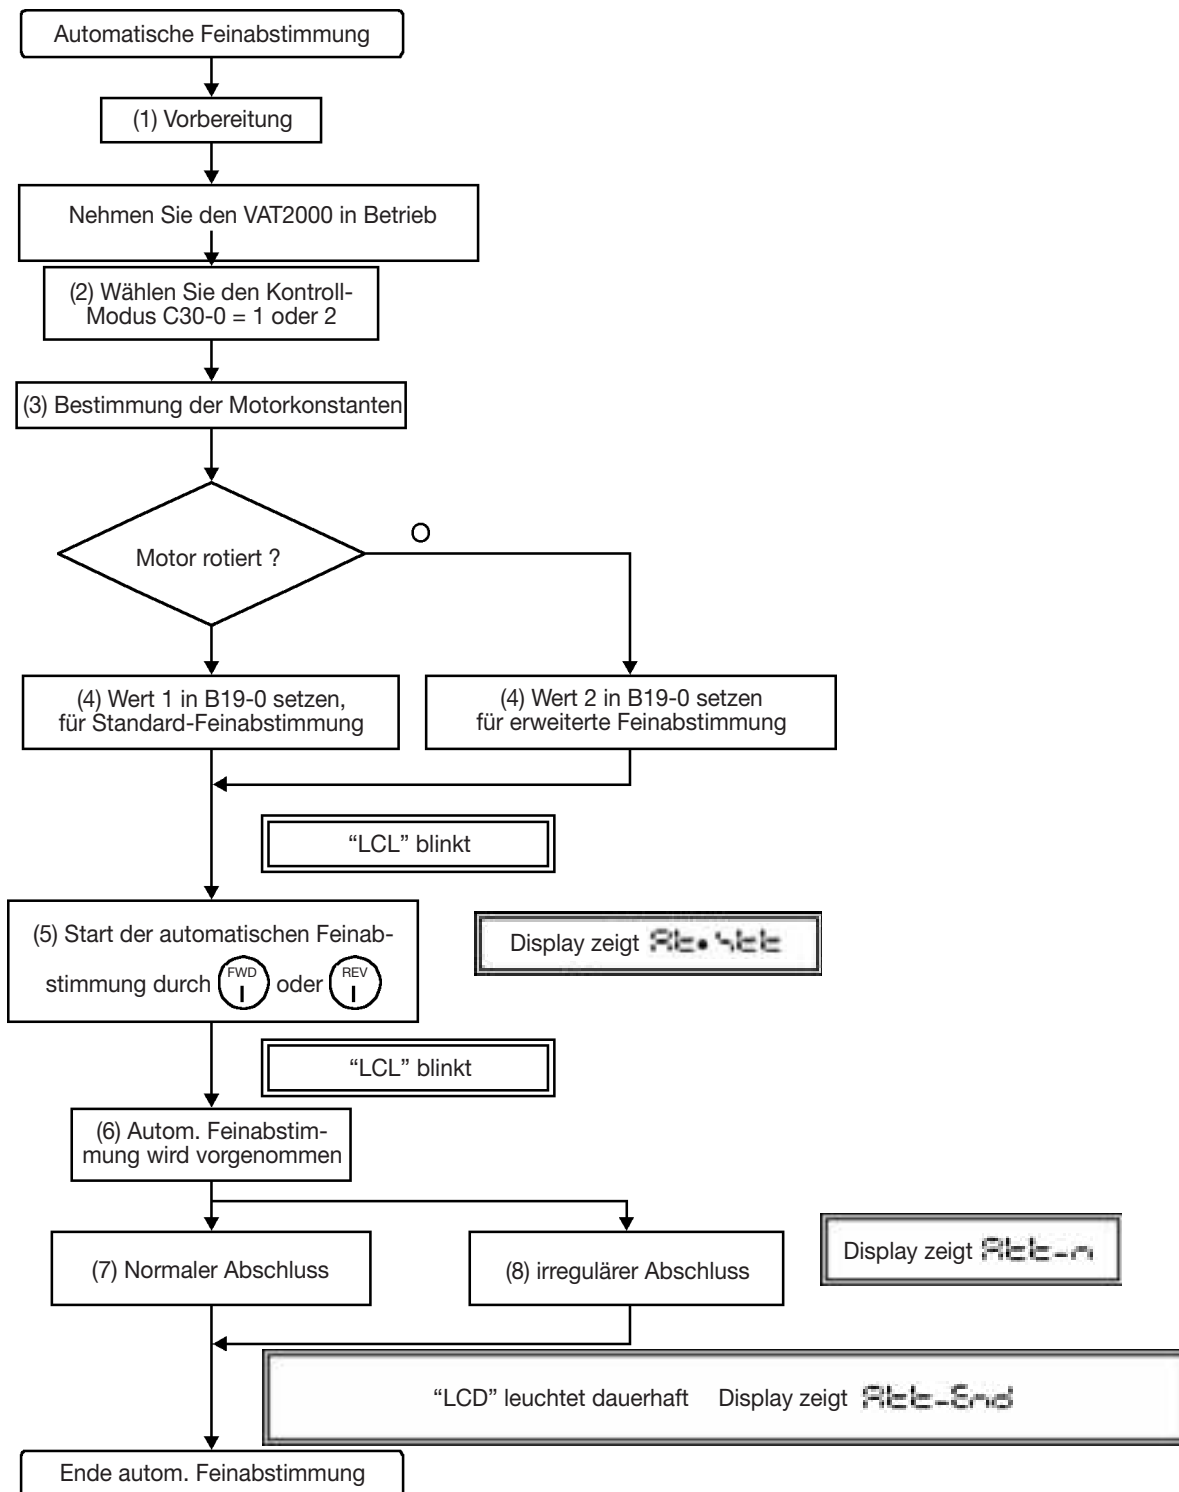 Automatische Feinabstimmung
(1) Vorbereitung
Nehmen Sie den VAT2000 in Betrieb
(2) Wählen Sie den Kontroll-
Modus C30-0 = 1 oder 2
(3) Bestimmung der Motorkonstanten
Motor rotiert ?
O
(4) Wert 1 in B19-0 setzen,
für Standard-Feinabstimmung
(4) Wert 2 in B19-0 setzen
für erweiterte Feinabstimmung
“LCL” blinkt
(5) Start der automatischen Feinab-
stimmung durch FWD I oder REV I
Display zeigt
“LCL” blinkt
(6) Autom. Feinabstim-
mung wird vorgenommen
(7) Normaler Abschluss
(8) irregulärer Abschluss
Display zeigt Att-n
“LCD” leuchtet dauerhaft Display zeigt Att-End
Ende autom. Feinabstimmung